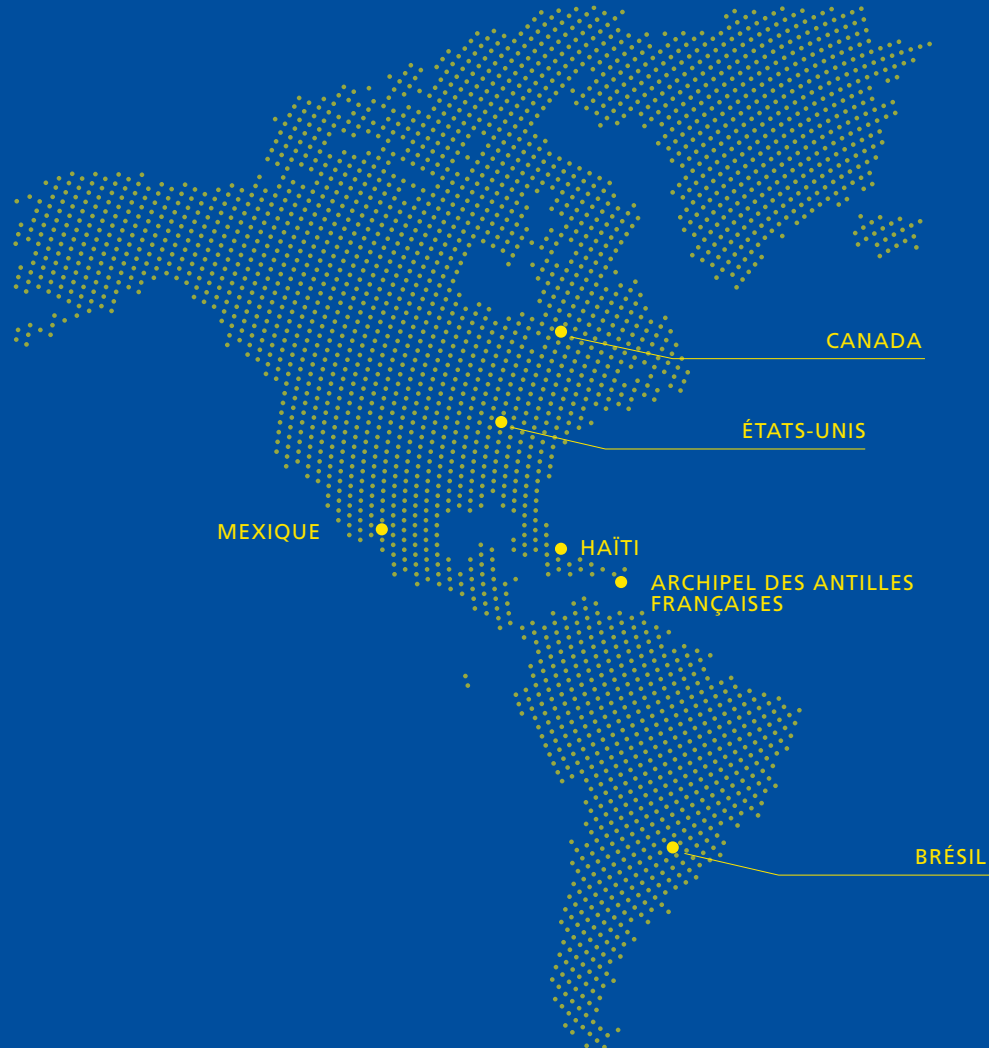 CANADA
ÉTATS-UNIS
MEXIQUE
HAÏTI
ARCHIPEL DES ANTILLES
FRANÇAISES
BRÉSIL